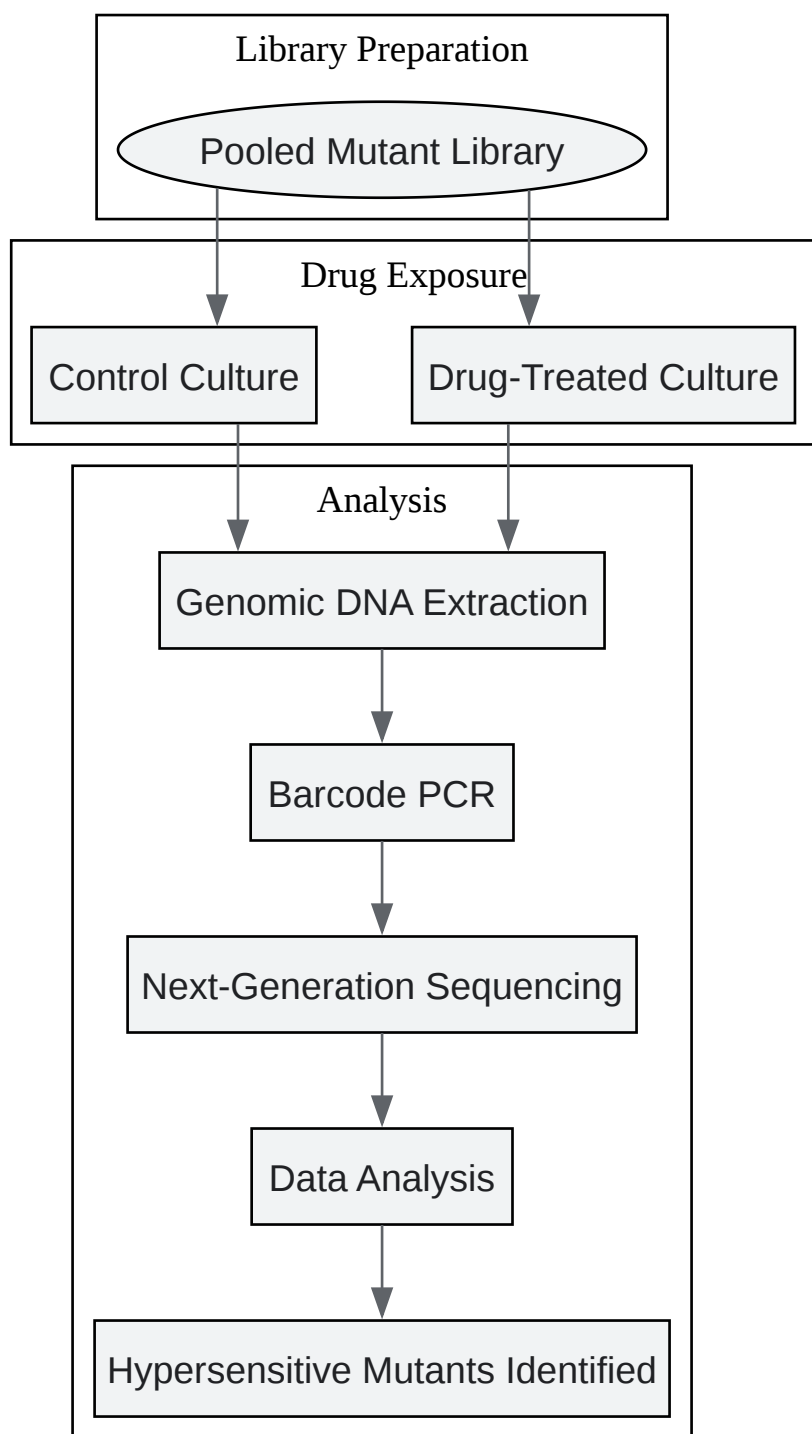 Library Preparation
Pooled Mutant Library
Drug Exposure
Control Culture
Drug-Treated Culture
Analysis
Genomic DNA Extraction
Barcode PCR
Next-Generation Sequencing
Data Analysis
Hypersensitive Mutants Identified